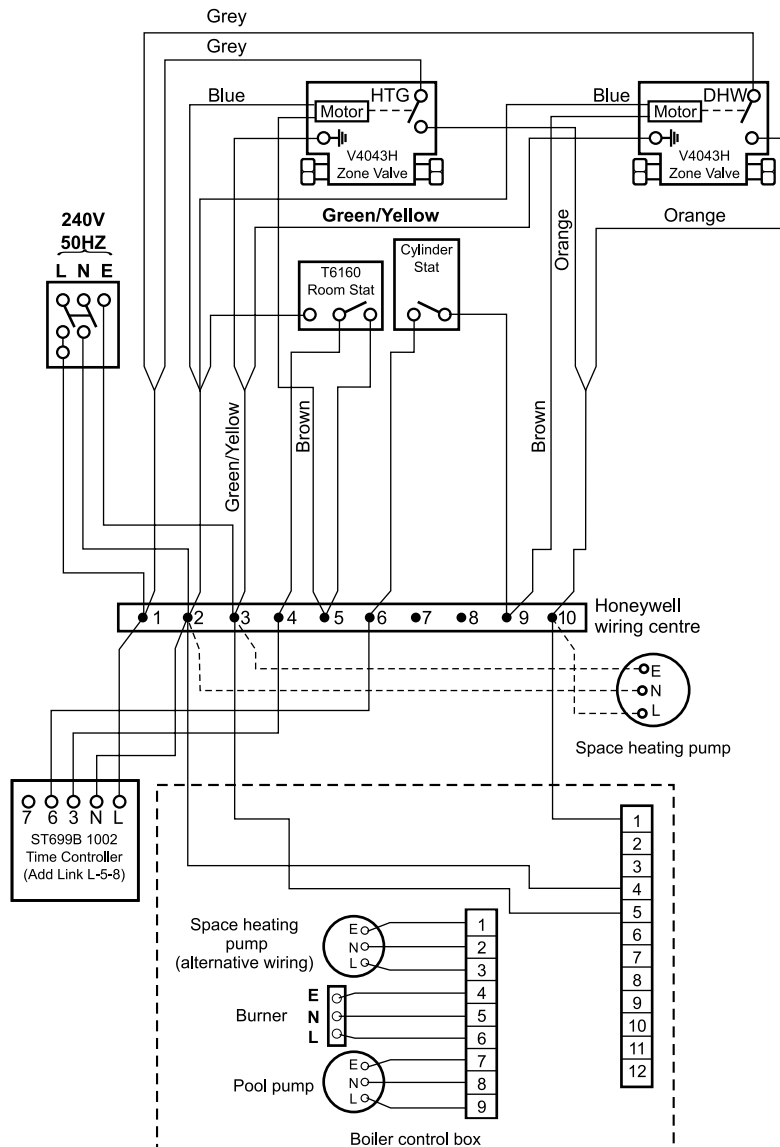 Grey
Grey
Blue
HTG
Motor
V4043H
Zone Valve
Blue
DHW
Motor
V4043H
Zone Valve
Green/Yellow
Orange
Orange
240V
50HZ
L N E
T6160
Room Stat
Cylinder
Stat
Green/Yellow
Brown
Brown
1 2 3 4 5 6 7 8 9 10
Honeywell
wiring centre
E
N
L
Space heating pump
7 6 3 N L
ST699B 1002
Time Controller
(Add Link L-5-8)
1
2
3
4
5
6
7
8
9
10
11
12
Space heating
pump
(alternative wiring)
E
N
L
Burner
E
N
L
Pool pump
E
N
L
1
2
3
4
5
6
7
8
9
Boiler control box